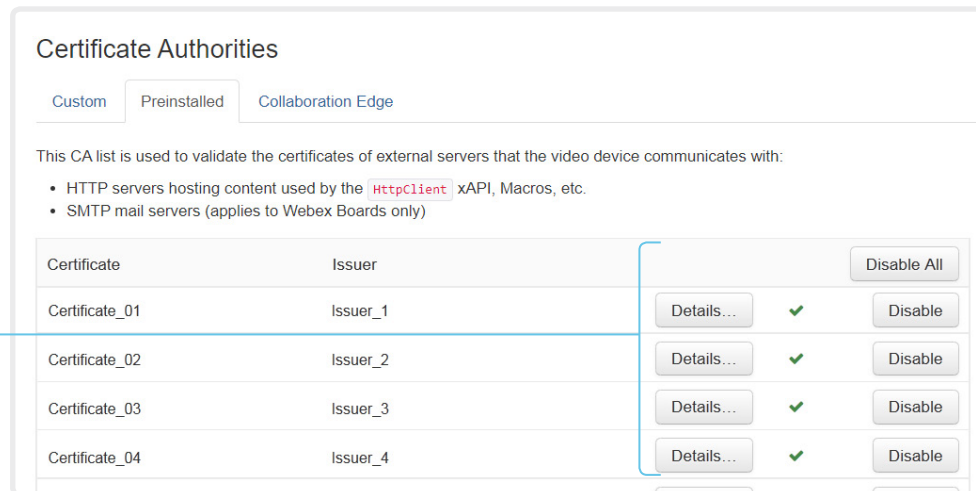 Certificate Authorities
Custom Preinstalled Collaboration Edge
This CA list is used to validate the certificates of external servers that the video device communicates with:
• HTTP servers hosting content used by the HttpClient xAPI, Macros, etc.
• SMTP mail servers (applies to Webex Boards only)
Certificate Issuer Disable All
Certificate_01 Issuer_1 Details... ✔ Disable
Certificate_02 Issuer_2 Details... ✔ Disable
Certificate_03 Issuer_3 Details... ✔ Disable
Certificate_04 Issuer_4 Details... ✔ Disable